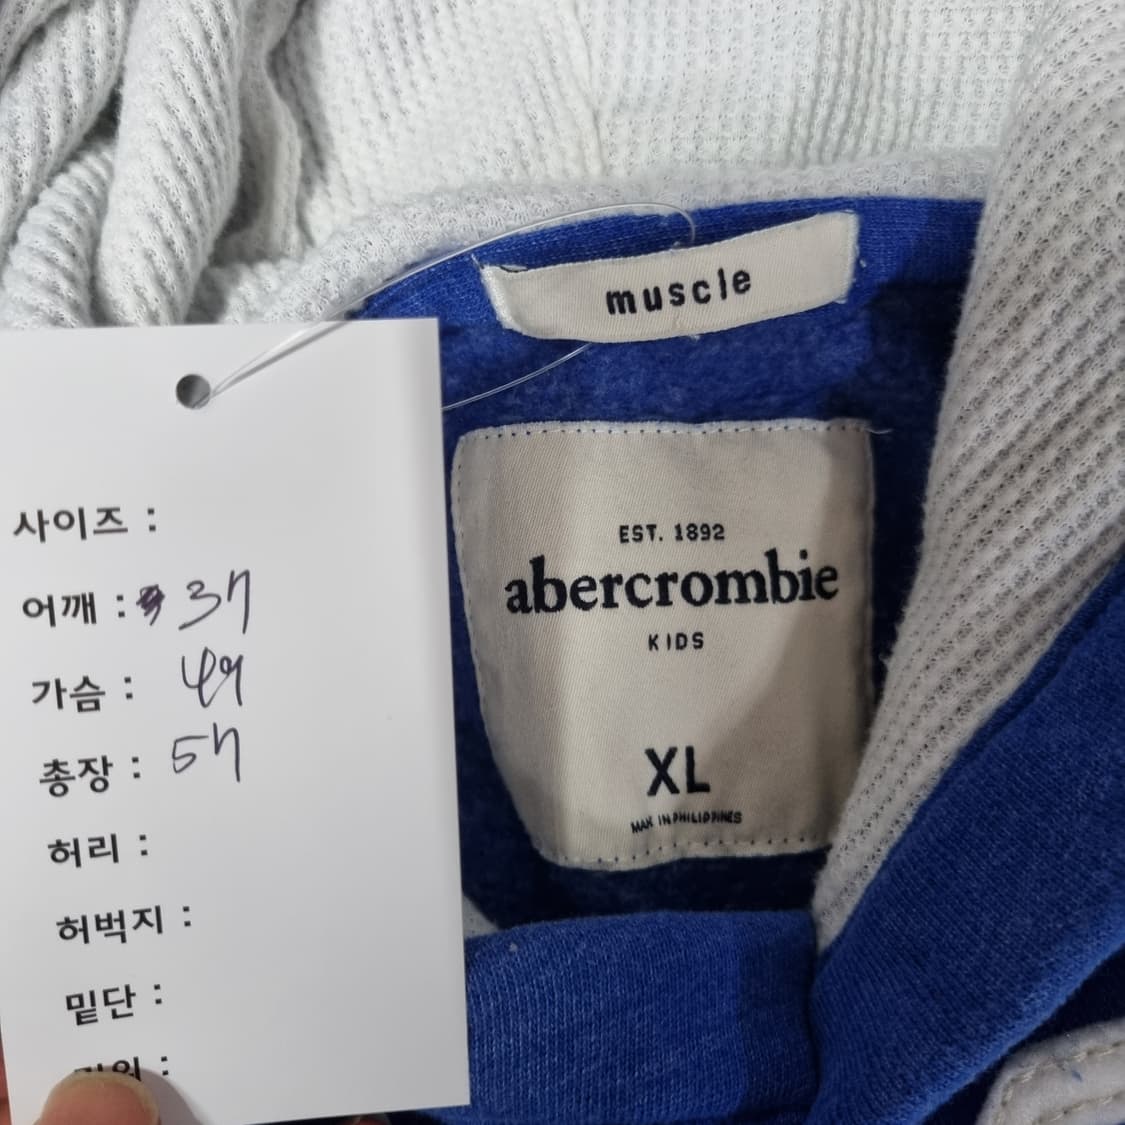 muscle
EST. 1892
abercrombie
KIDS
XL
MAK IN PHILIPPINES
사이즈 :
어깨 : 37
가슴 : 49
총장 : 57
허리 :
허벅지 :
밑단 :